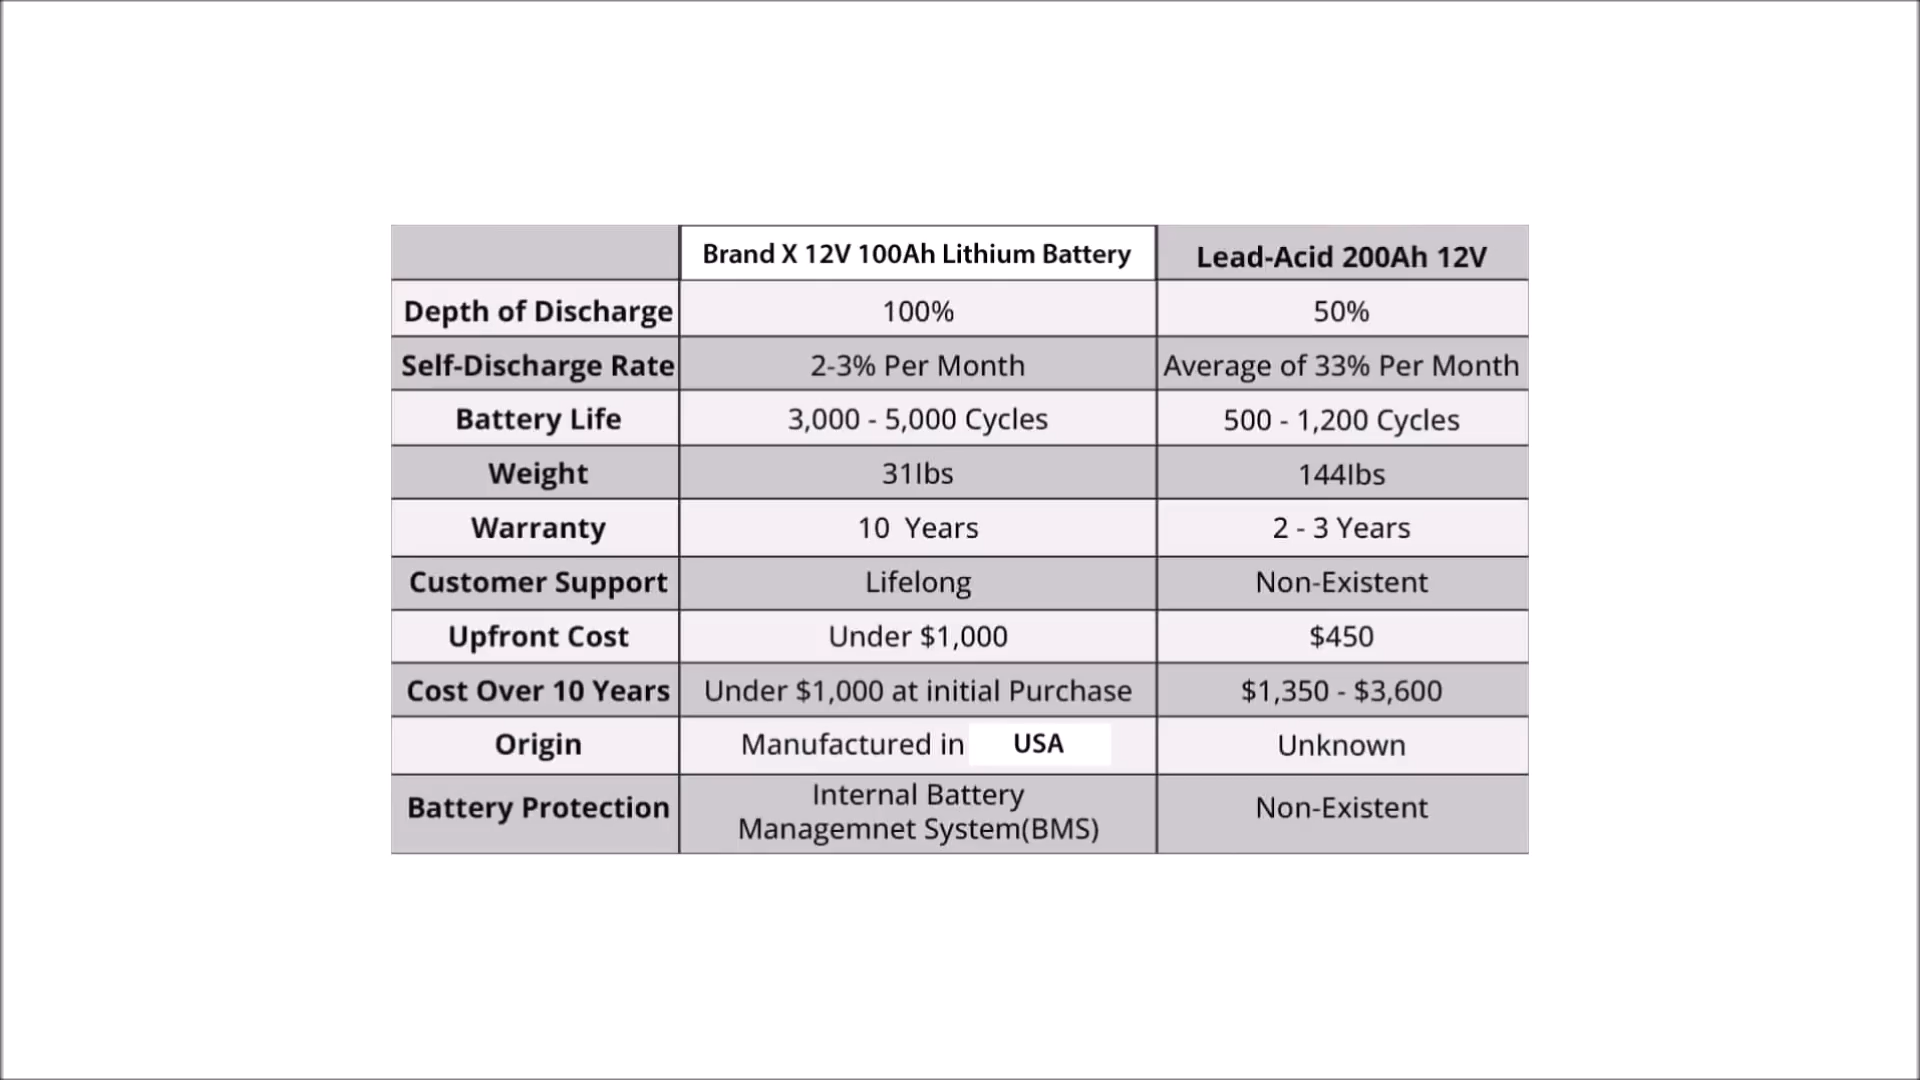 Brand X 12V 100Ah Lithium Battery Lead-Acid 200Ah 12V
Depth of Discharge 100% 50%
Self-Discharge Rate 2-3% Per Month Average of 33% Per Month
Battery Life 3,000 - 5,000 Cycles 500 - 1,200 Cycles
Weight 31lbs 144lbs
Warranty 10 Years 2 - 3 Years
Customer Support Lifelong Non-Existent
Upfront Cost Under $1,000 $450
Cost Over 10 Years Under $1,000 at initial Purchase $1,350 - $3,600
Origin Manufactured in USA Unknown
Battery Protection Internal Battery
Managemnet System(BMS) Non-Existent